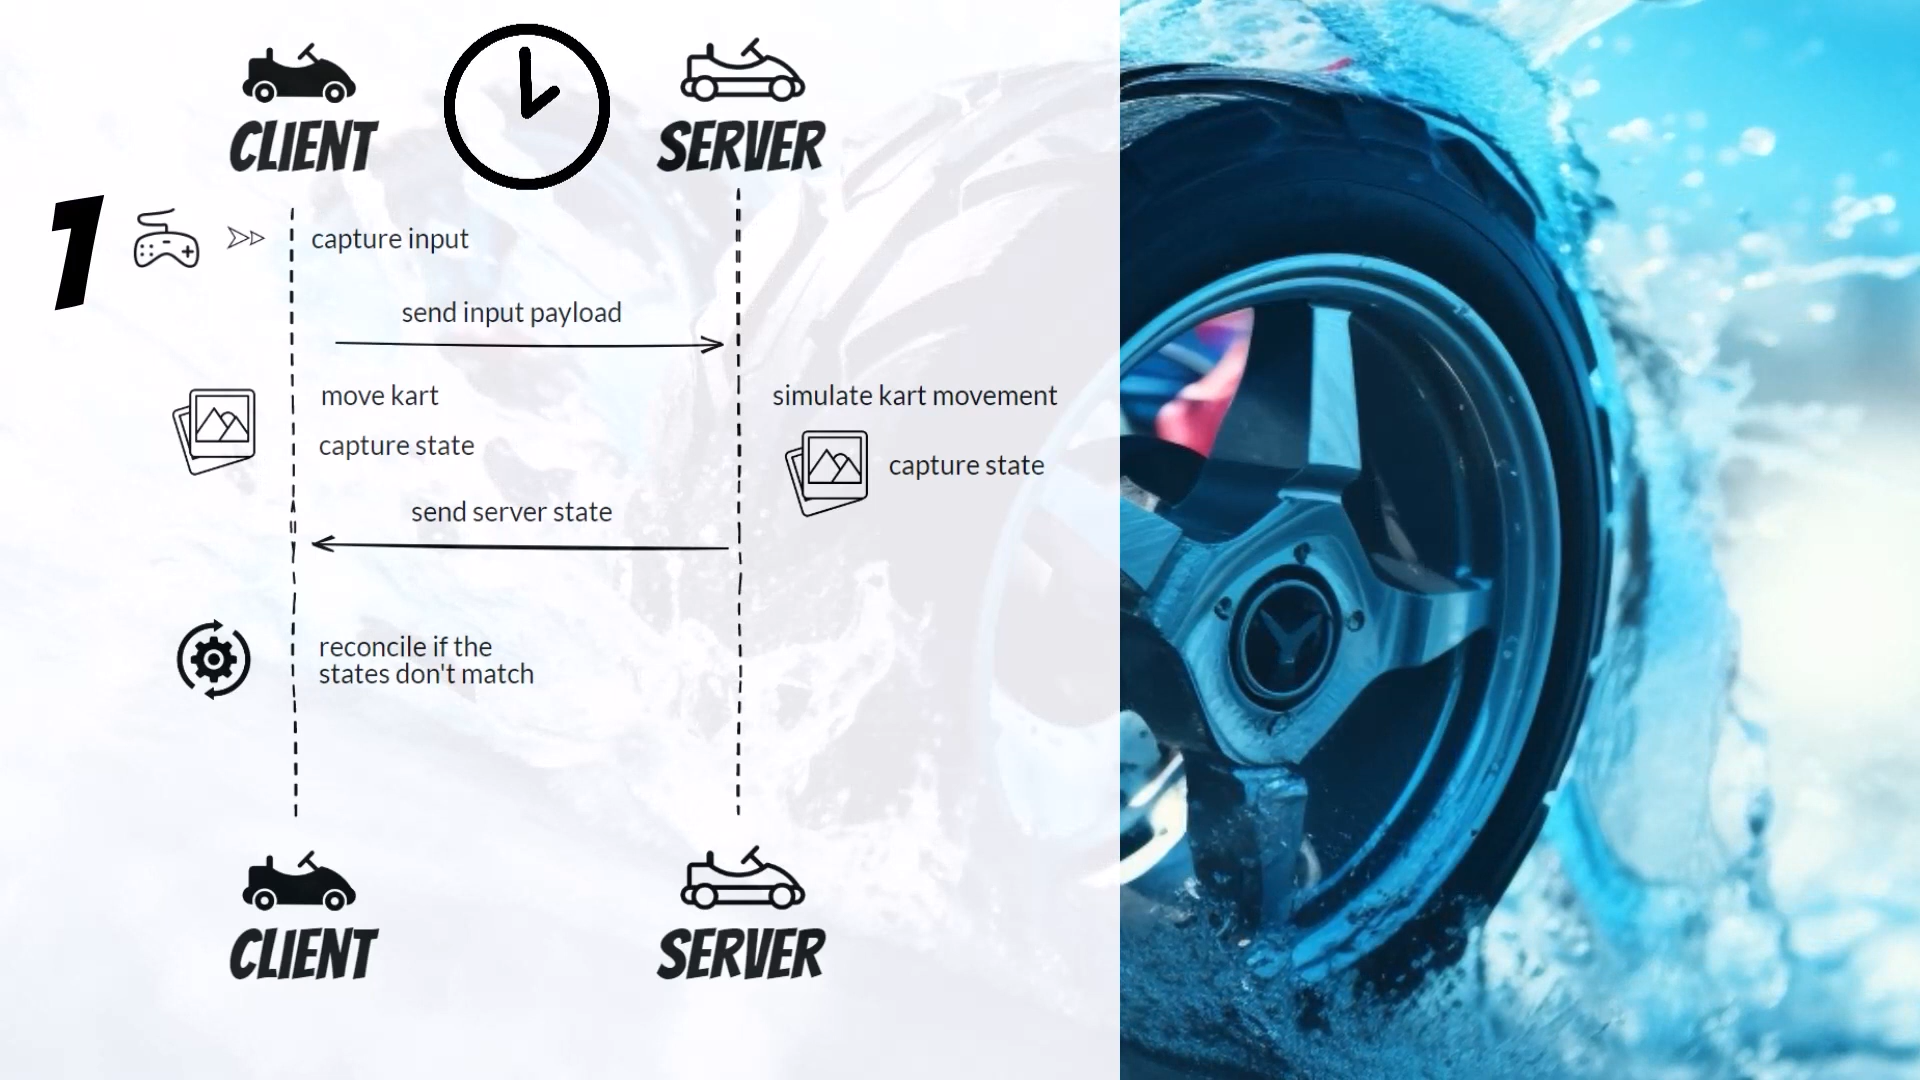 CLIENT
SERVER
1
capture input
send input payload
move kart
simulate kart movement
capture state
capture state
send server state
reconcile if the
states don't match
CLIENT
SERVER